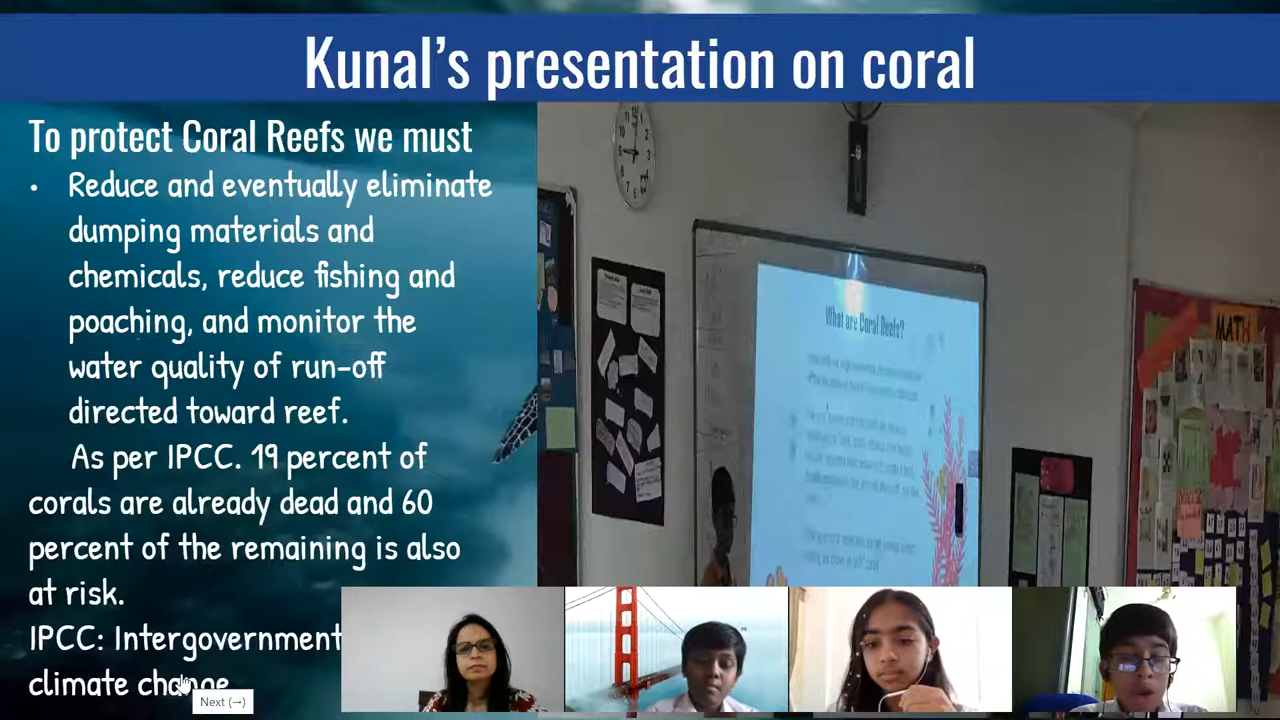 Kunal's presentation on coral
To protect Coral Reefs we must
• Reduce and eventually eliminate
dumping materials and
chemicals, reduce fishing and
poaching, and monitor the
water quality of run-off
directed toward reef.
As per IPCC. 19 percent of
corals are already dead and 60
percent of the remaining is also
at risk.
IPCC: Intergovernment
climate change
Next (→)
What are Coral Reefs?
MATH